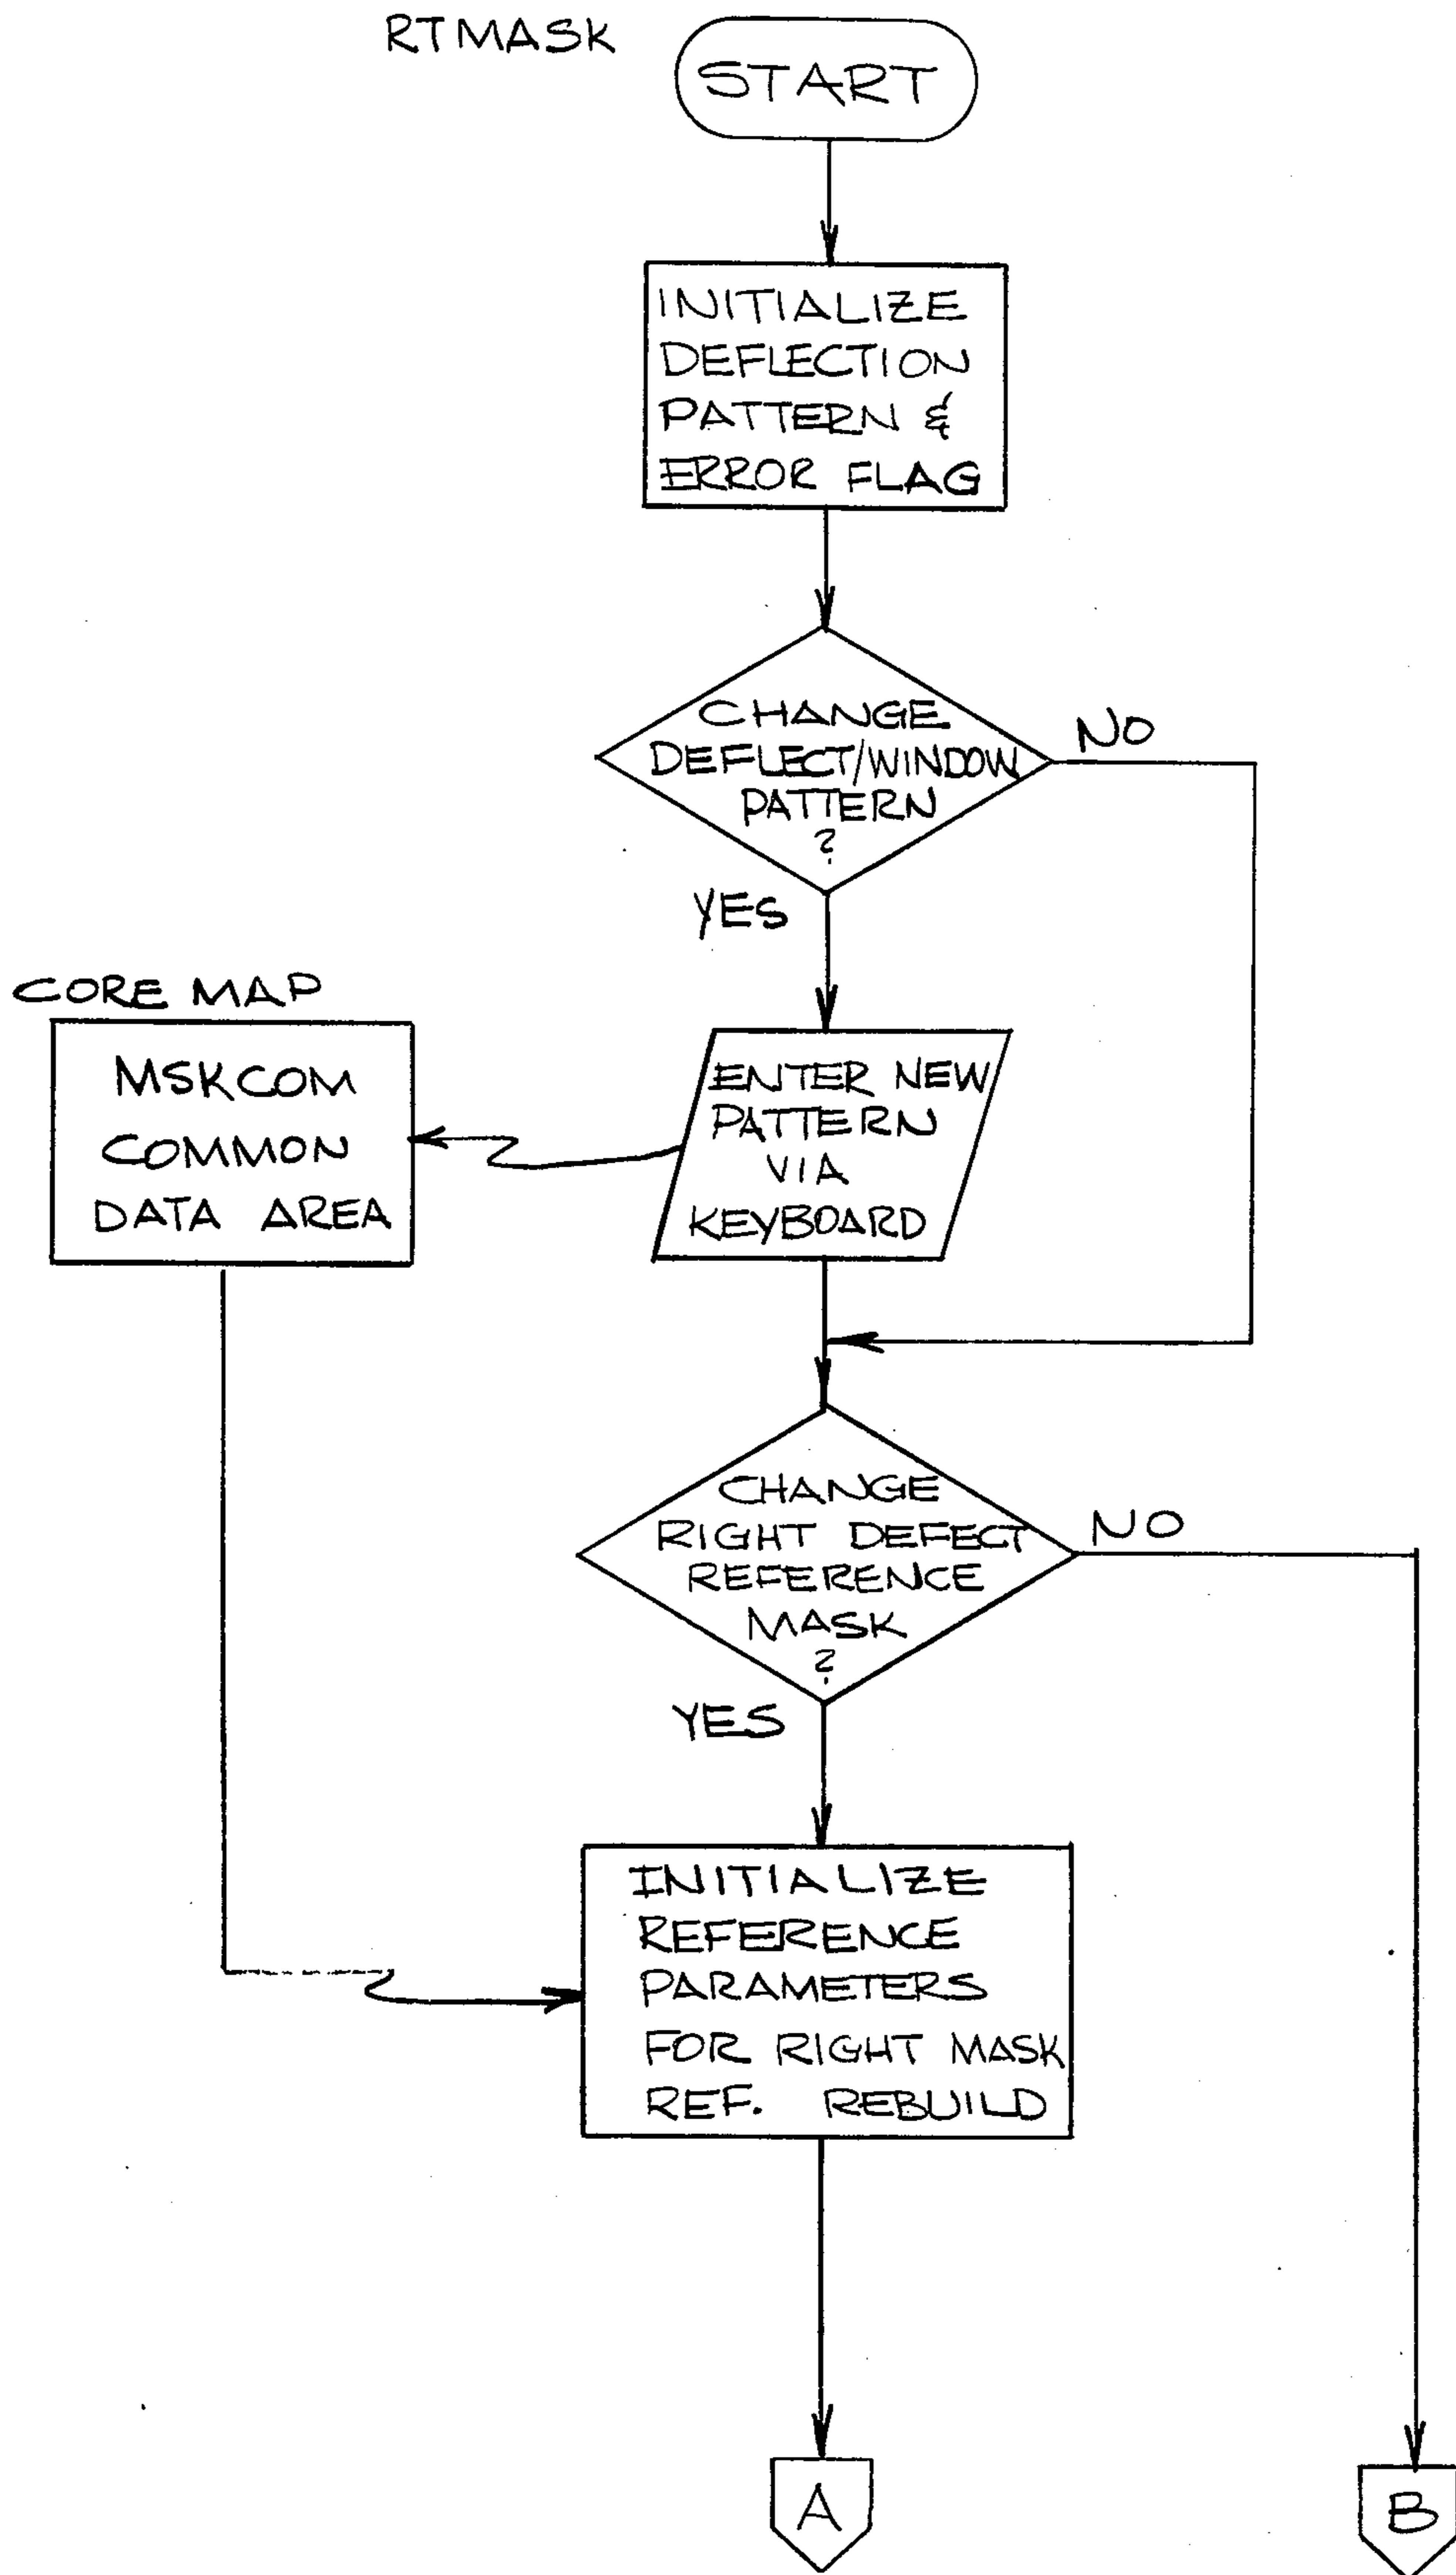 RTMASK
START
INITIALIZE
DEFLECTION
PATTERN &
ERROR FLAG
CHANGE
DEFLECT/WINDOW
PATTERN
?
NO
YES
CORE MAP
MSKCOM
COMMON
DATA AREA
ENTER NEW
PATTERN
VIA
KEYBOARD
CHANGE
RIGHT DEFECT
REFERENCE
MASK
?
NO
YES
INITIALIZE
REFERENCE
PARAMETERS
FOR RIGHT MASK
REF. REBUILD
A
B